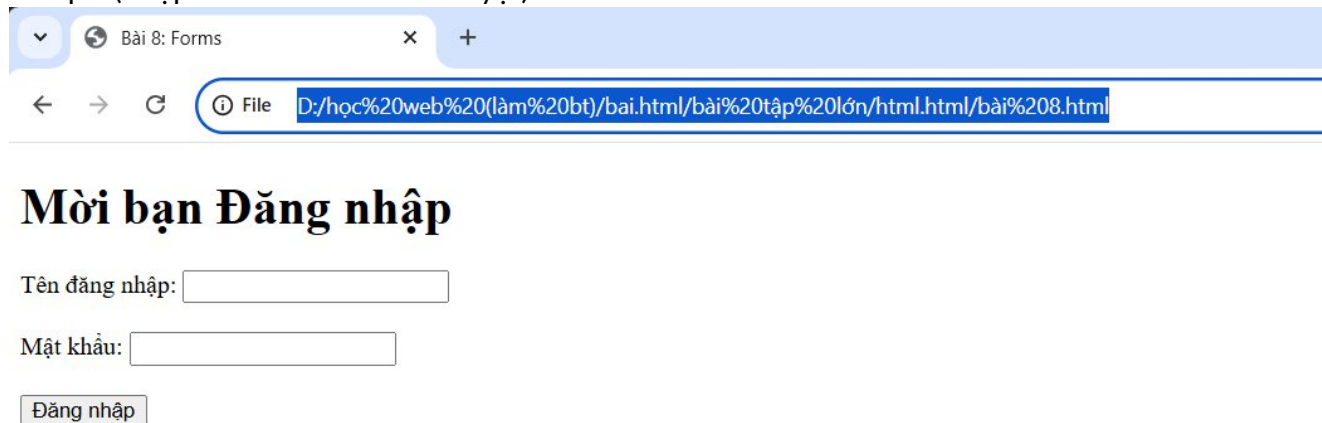 Bài 8: Forms
File D:/học%20web%20(làm%20bt)/bai.html/bài%20tập%20lớn/html.html/bài%208.html
Mời bạn Đăng nhập
Tên đăng nhập:
Mật khẩu:
Đăng nhập